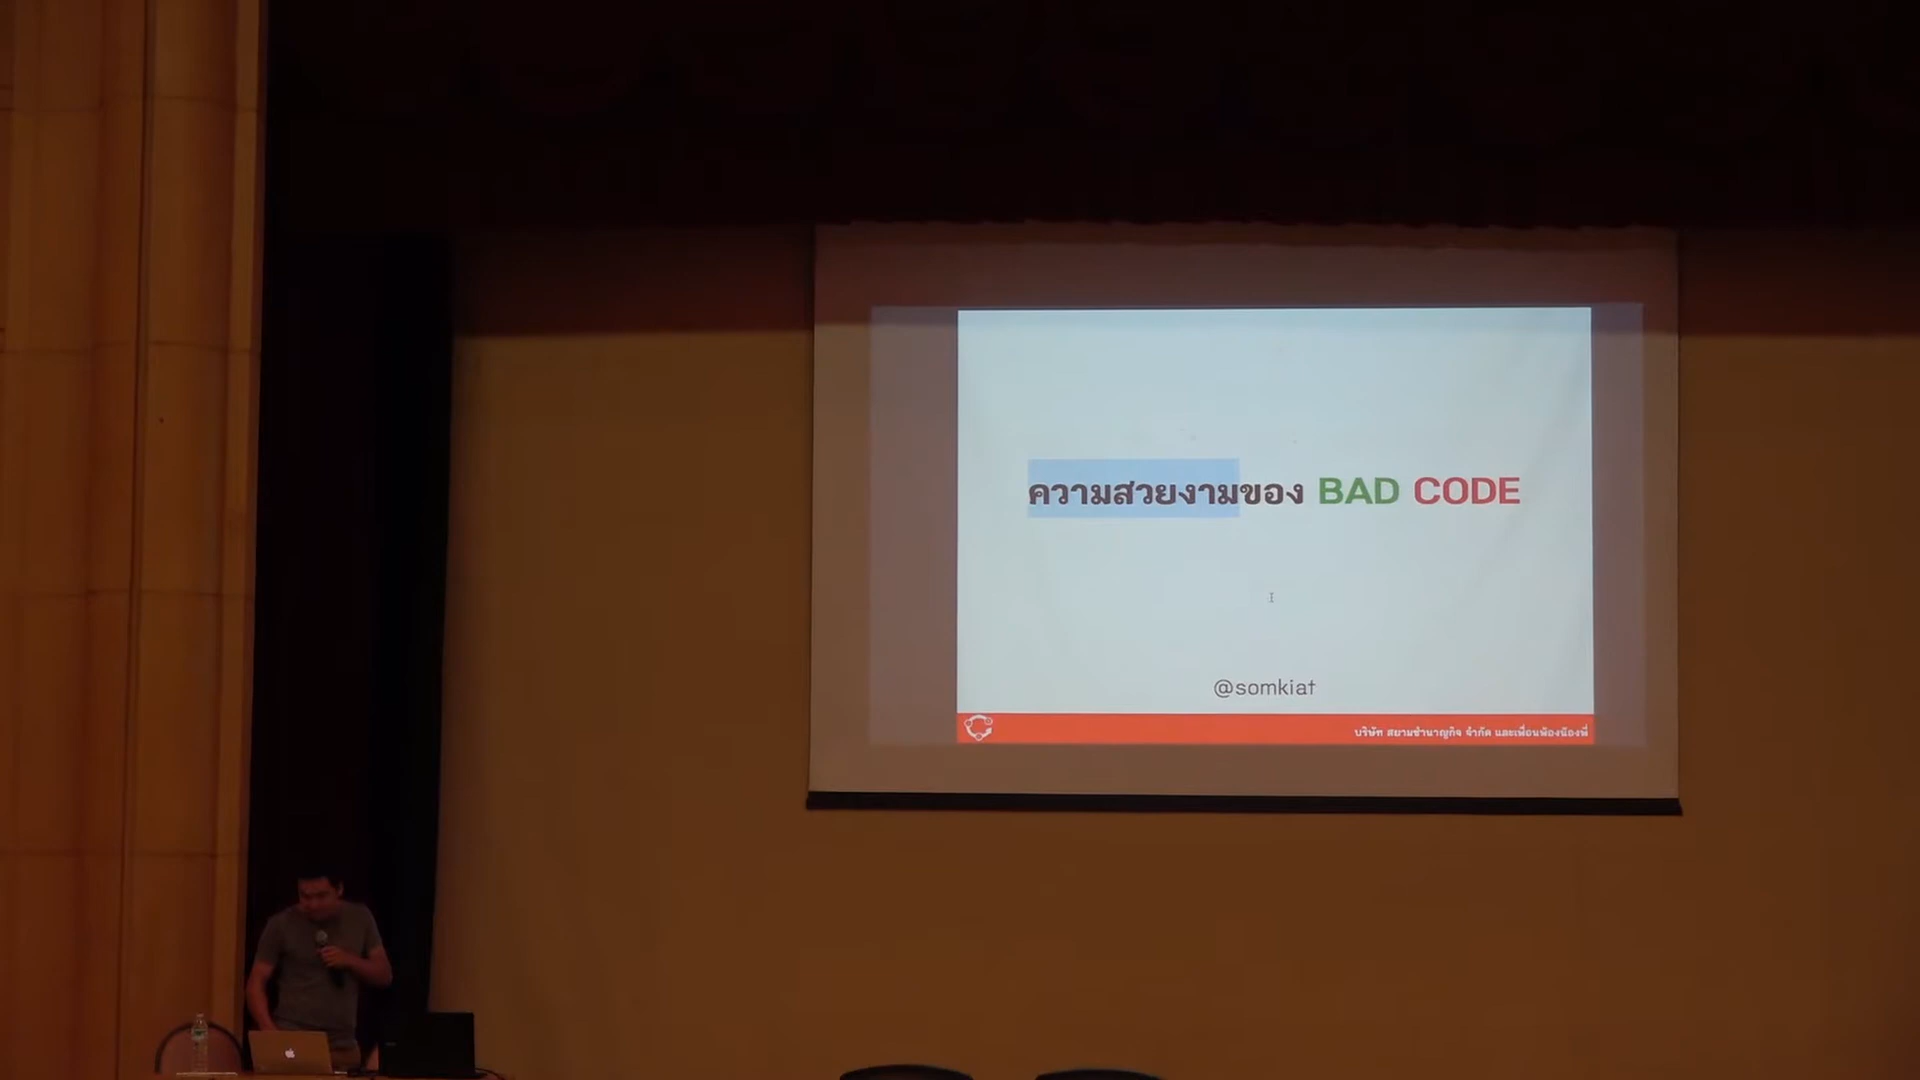 ความสวยงามของ BAD CODE
@somkiat
บริษัท สยามชำนาญกิจ จำกัด และเพื่อนพ้องน้องพี่